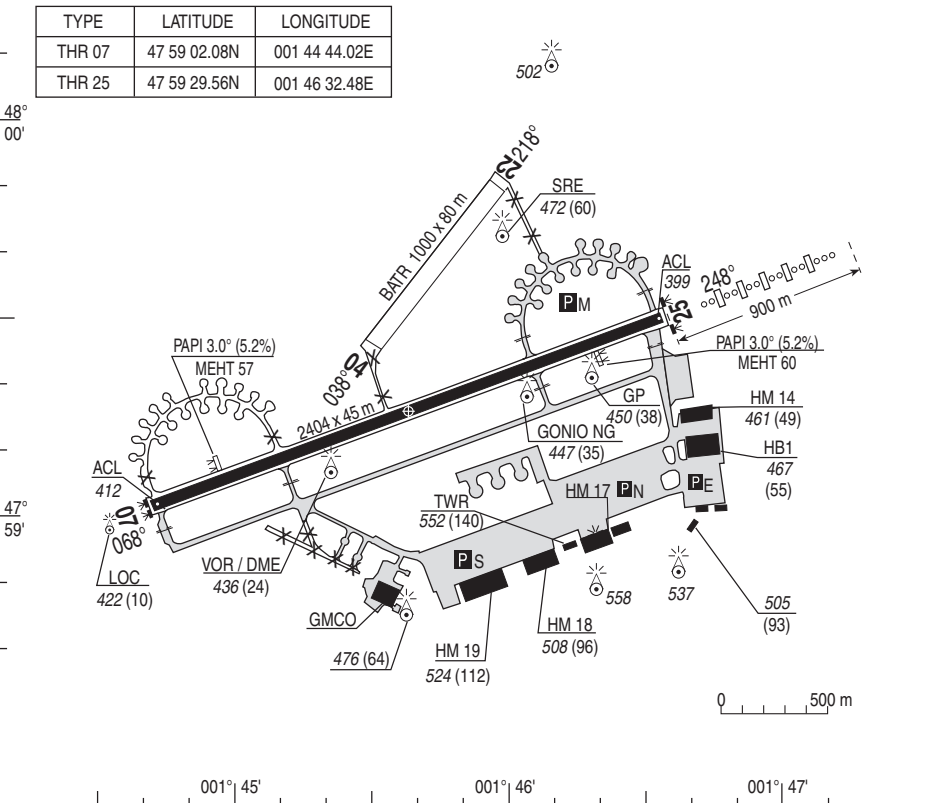 TYPE LATITUDE LONGITUDE
THR 07 47 59 02.08N 001 44 44.02E
THR 25 47 59 29.56N 001 46 32.48E
502
48°
00'
22
218°
SRE
472 (60)
BATR 1000 x 80 m
ACL
399
248°
25
900 m
P M
PAPI 3.0° (5.2%)
MEHT 57
PAPI 3.0° (5.2%)
MEHT 60
04
038°
2404 x 45 m
GP
450 (38)
HM 14
461 (49)
GONIO NG
447 (35)
HB1
467
(55)
ACL
412
HM 17
P N
P E
TWR
552 (140)
47°
59'
07
068°
VOR / DME
436 (24)
P S
LOC
422 (10)
558
537
505
(93)
GMCO
HM 18
508 (96)
476 (64)
HM 19
524 (112)
0 500 m
001° 45' 001° 46' 001° 47'